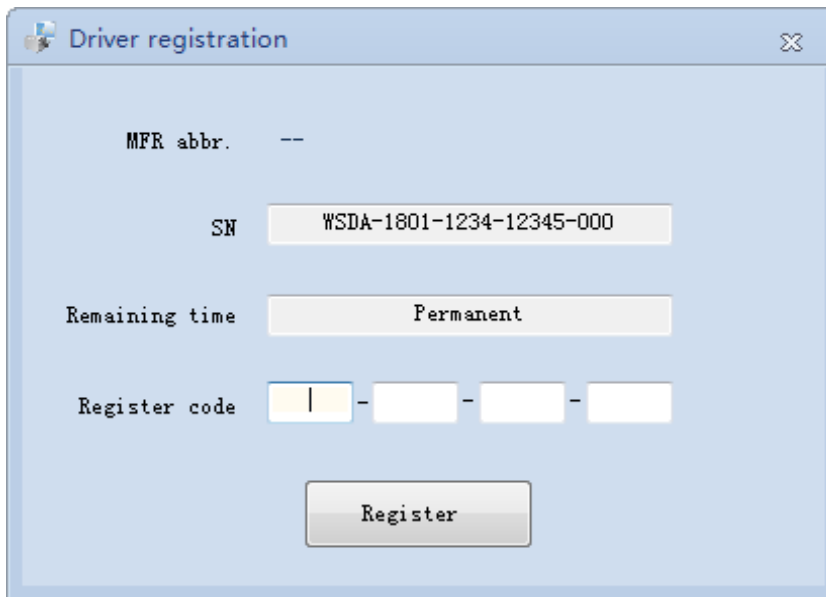 Driver registration
MFR abbr. --
SN WSDA-1801-1234-12345-000
Remaining time Permanent
Register code - - -
Register